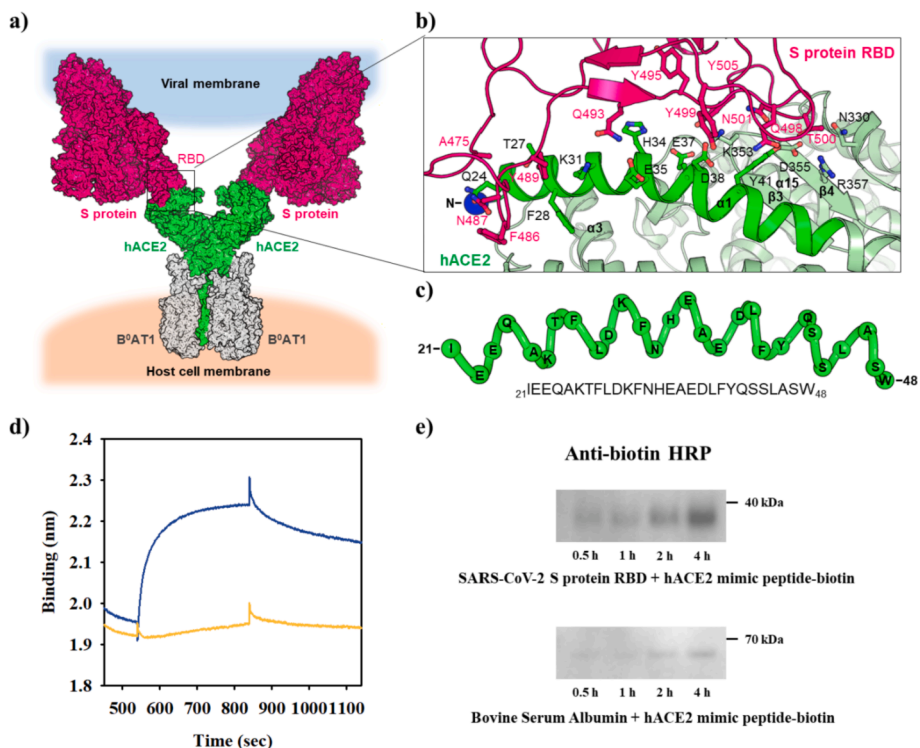 a)
Viral membrane
RBD
S protein
S protein
hACE2
hACE2
B⁰AT1
B⁰AT1
Host cell membrane
b)
S protein RBD
Y505
Y495
Q493
Y499
N501
Q498
N330
T500
A475
T27
H34
E37
K353
489
K31
D355
Q24
E35
D38
Y41
α15
β4
R357
N-
N487
F28
α3
α1
β3
F486
hACE2
c)
21-
I
E
E
Q
A
K
T
F
L
D
K
F
N
H
E
A
E
D
L
F
Y
Q
S
S
L
A
S
W
-48
₂₁IEEQAKTFLDKFNHEAEDLFYQSSLASW₄₈
d)
2.4
2.3
2.2
2.1
2.0
1.9
1.8
Binding (nm)
500 600 700 800 900 1000 1100
Time (sec)
e)
Anti-biotin HRP
40 kDa
0.5 h 1 h 2 h 4 h
SARS-CoV-2 S protein RBD + hACE2 mimic peptide-biotin
70 kDa
0.5 h 1 h 2 h 4 h
Bovine Serum Albumin + hACE2 mimic peptide-biotin